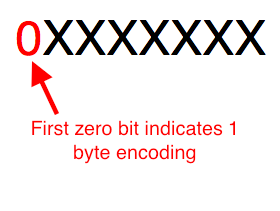 0XXXXXXX
First zero bit indicates 1
byte encoding